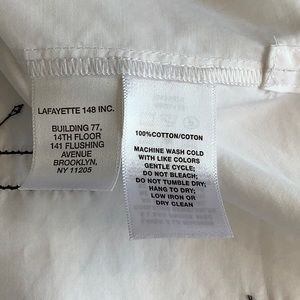 LAFAYETTE 148 INC.
BUILDING 77,
14TH FLOOR
141 FLUSHING
AVENUE
BROOKLYN,
NY 11205
100%COTTON/COTON
MACHINE WASH COLD
WITH LIKE COLORS
GENTLE CYCLE;
DO NOT BLEACH;
DO NOT TUMBLE DRY;
HANG TO DRY;
LOW IRON OR
DRY CLEAN